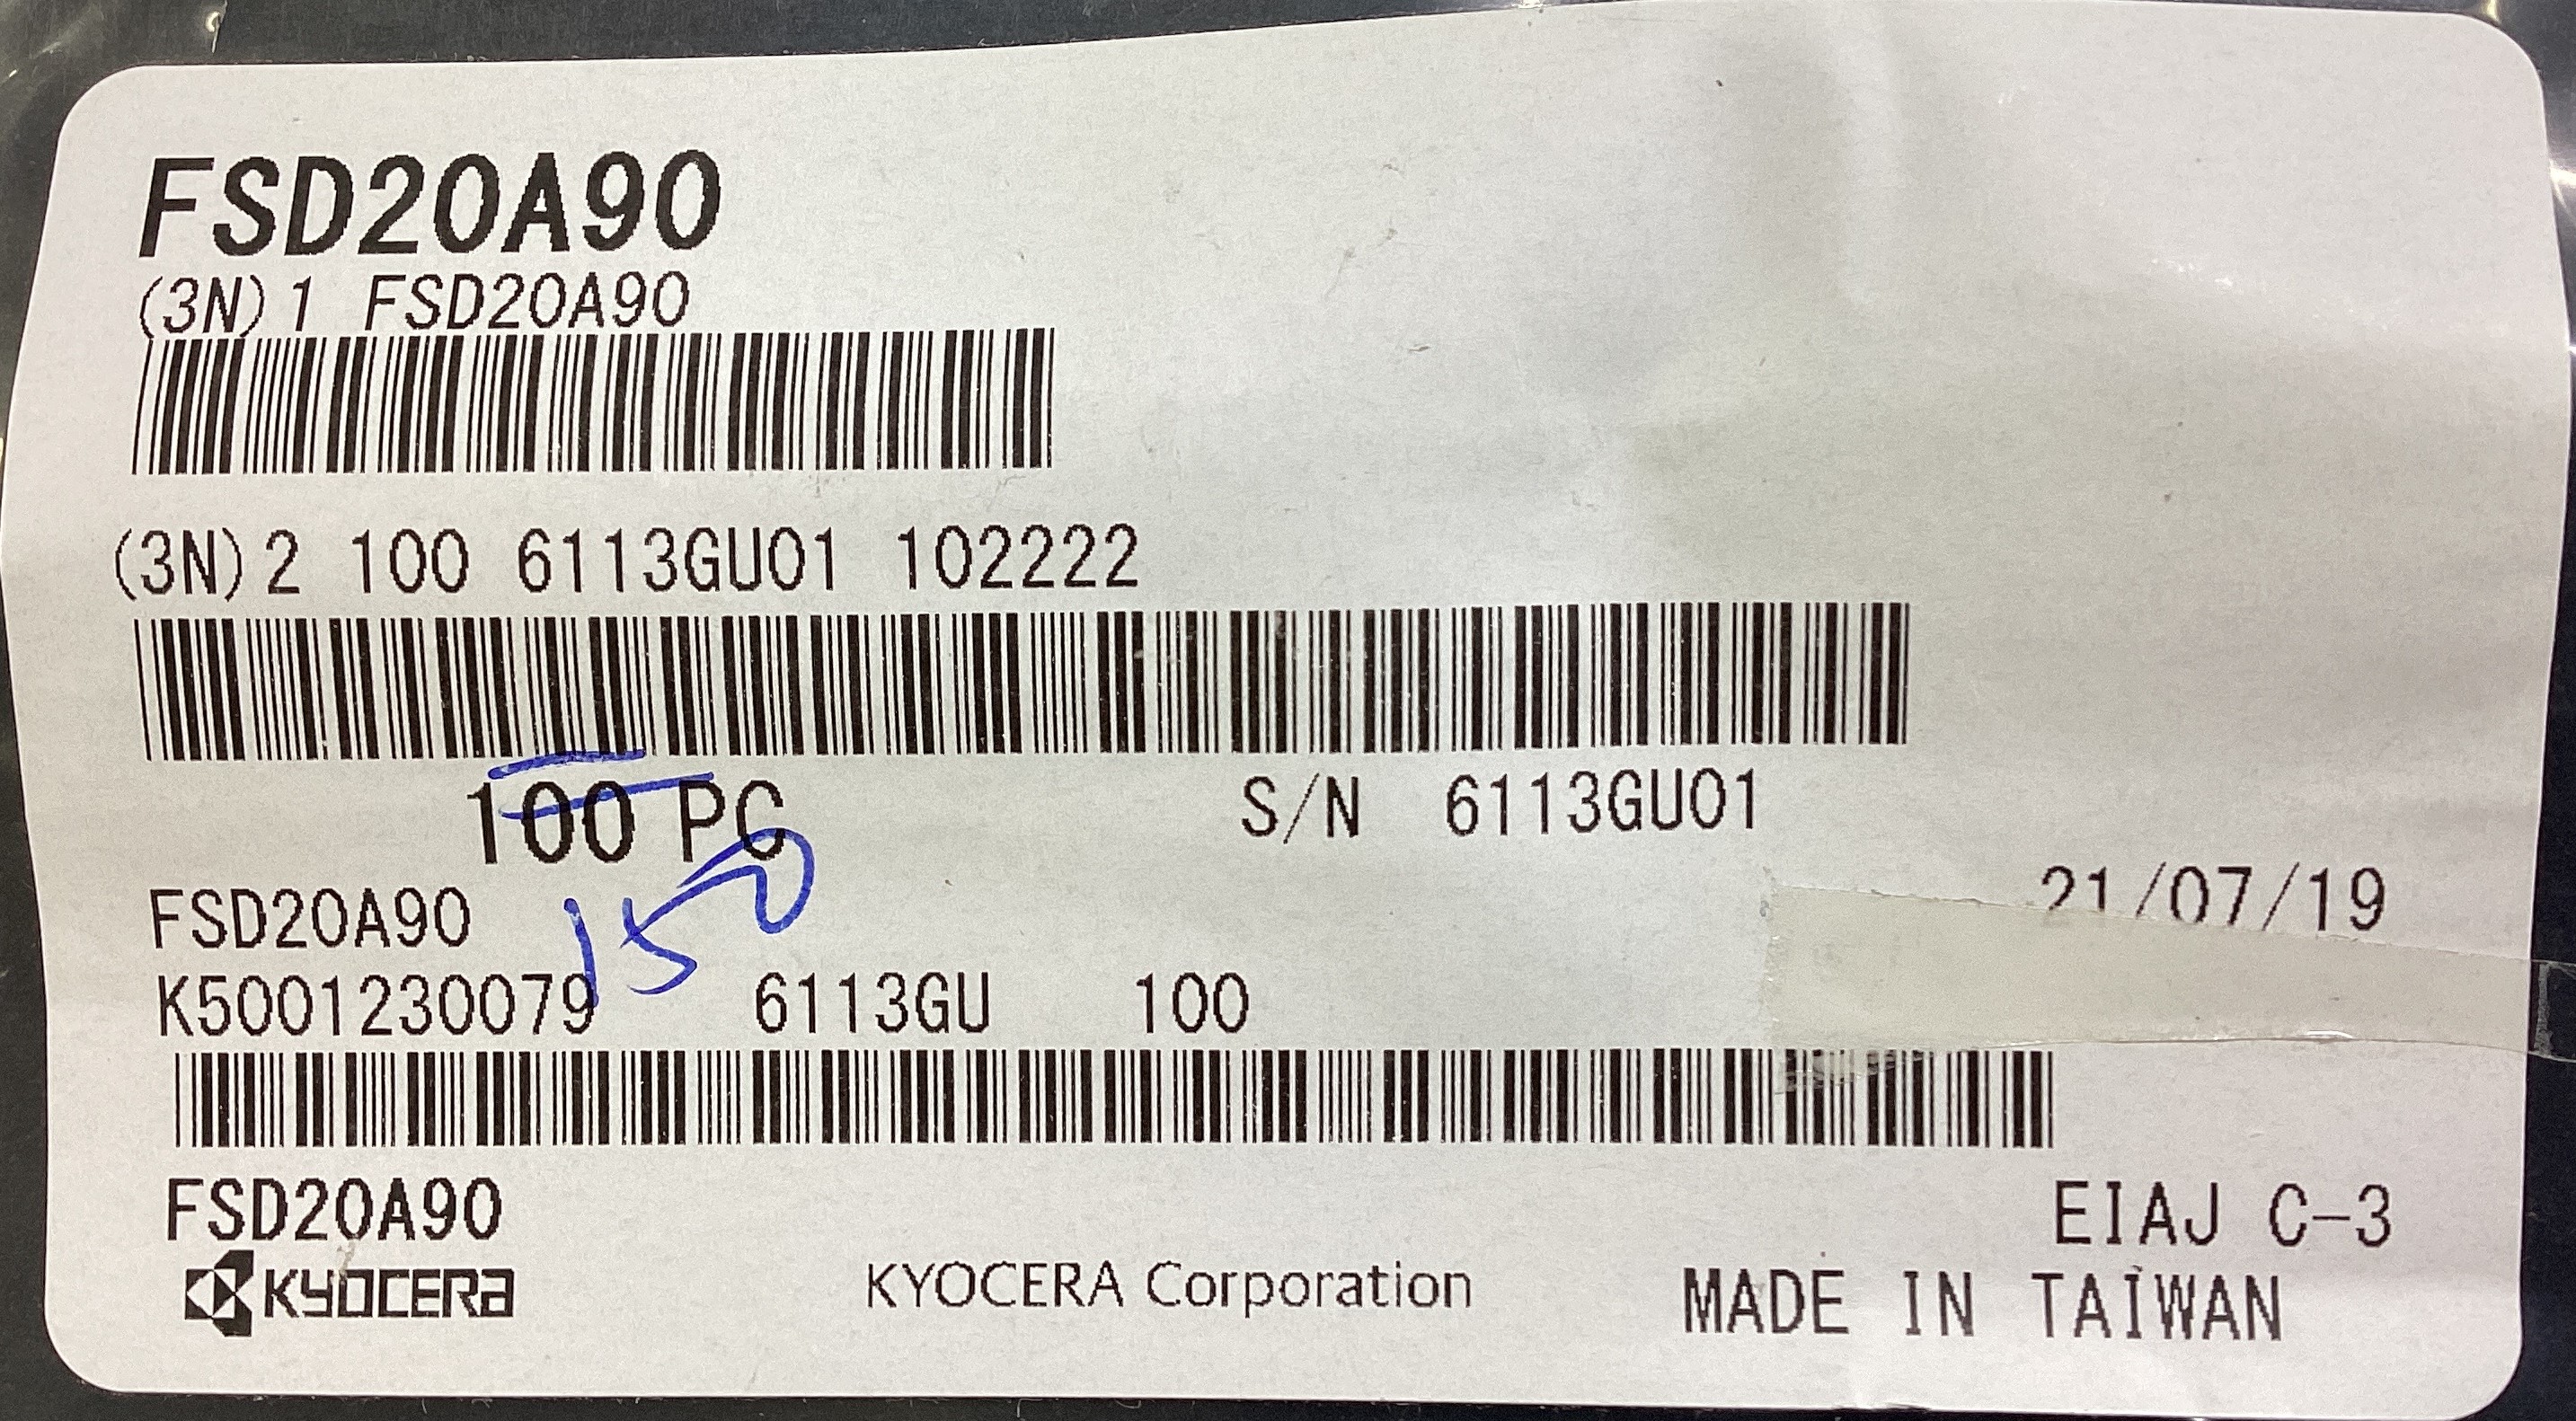 FSD20A90
(3N)1 FSD20A90
(3N)2 100 6113GU01 102222
100 PC S/N 6113GU01
150
21/07/19
FSD20A90
K5001230079 6113GU 100
FSD20A90 EIAJ C-3
KYOCERA KYOCERA Corporation MADE IN TAIWAN